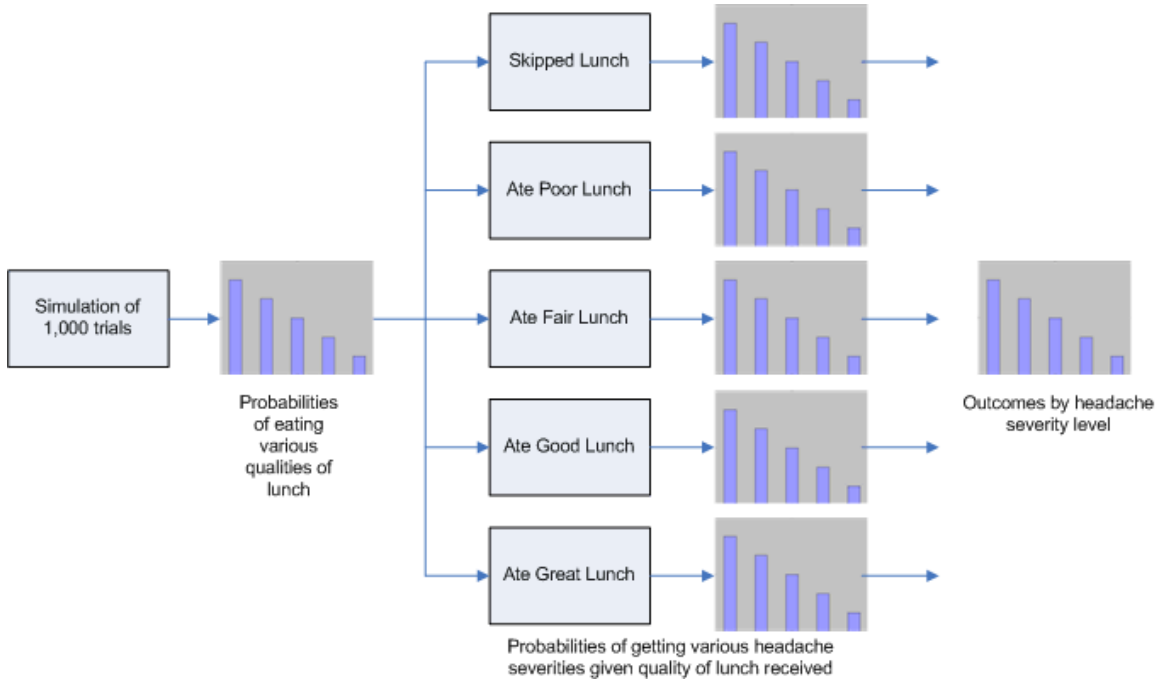 Skipped Lunch
Ate Poor Lunch
Simulation of
1,000 trials
Ate Fair Lunch
Probabilities
of eating
various
qualities of
lunch
Outcomes by headache
severity level
Ate Good Lunch
Ate Great Lunch
Probabilities of getting various headache
severities given quality of lunch received